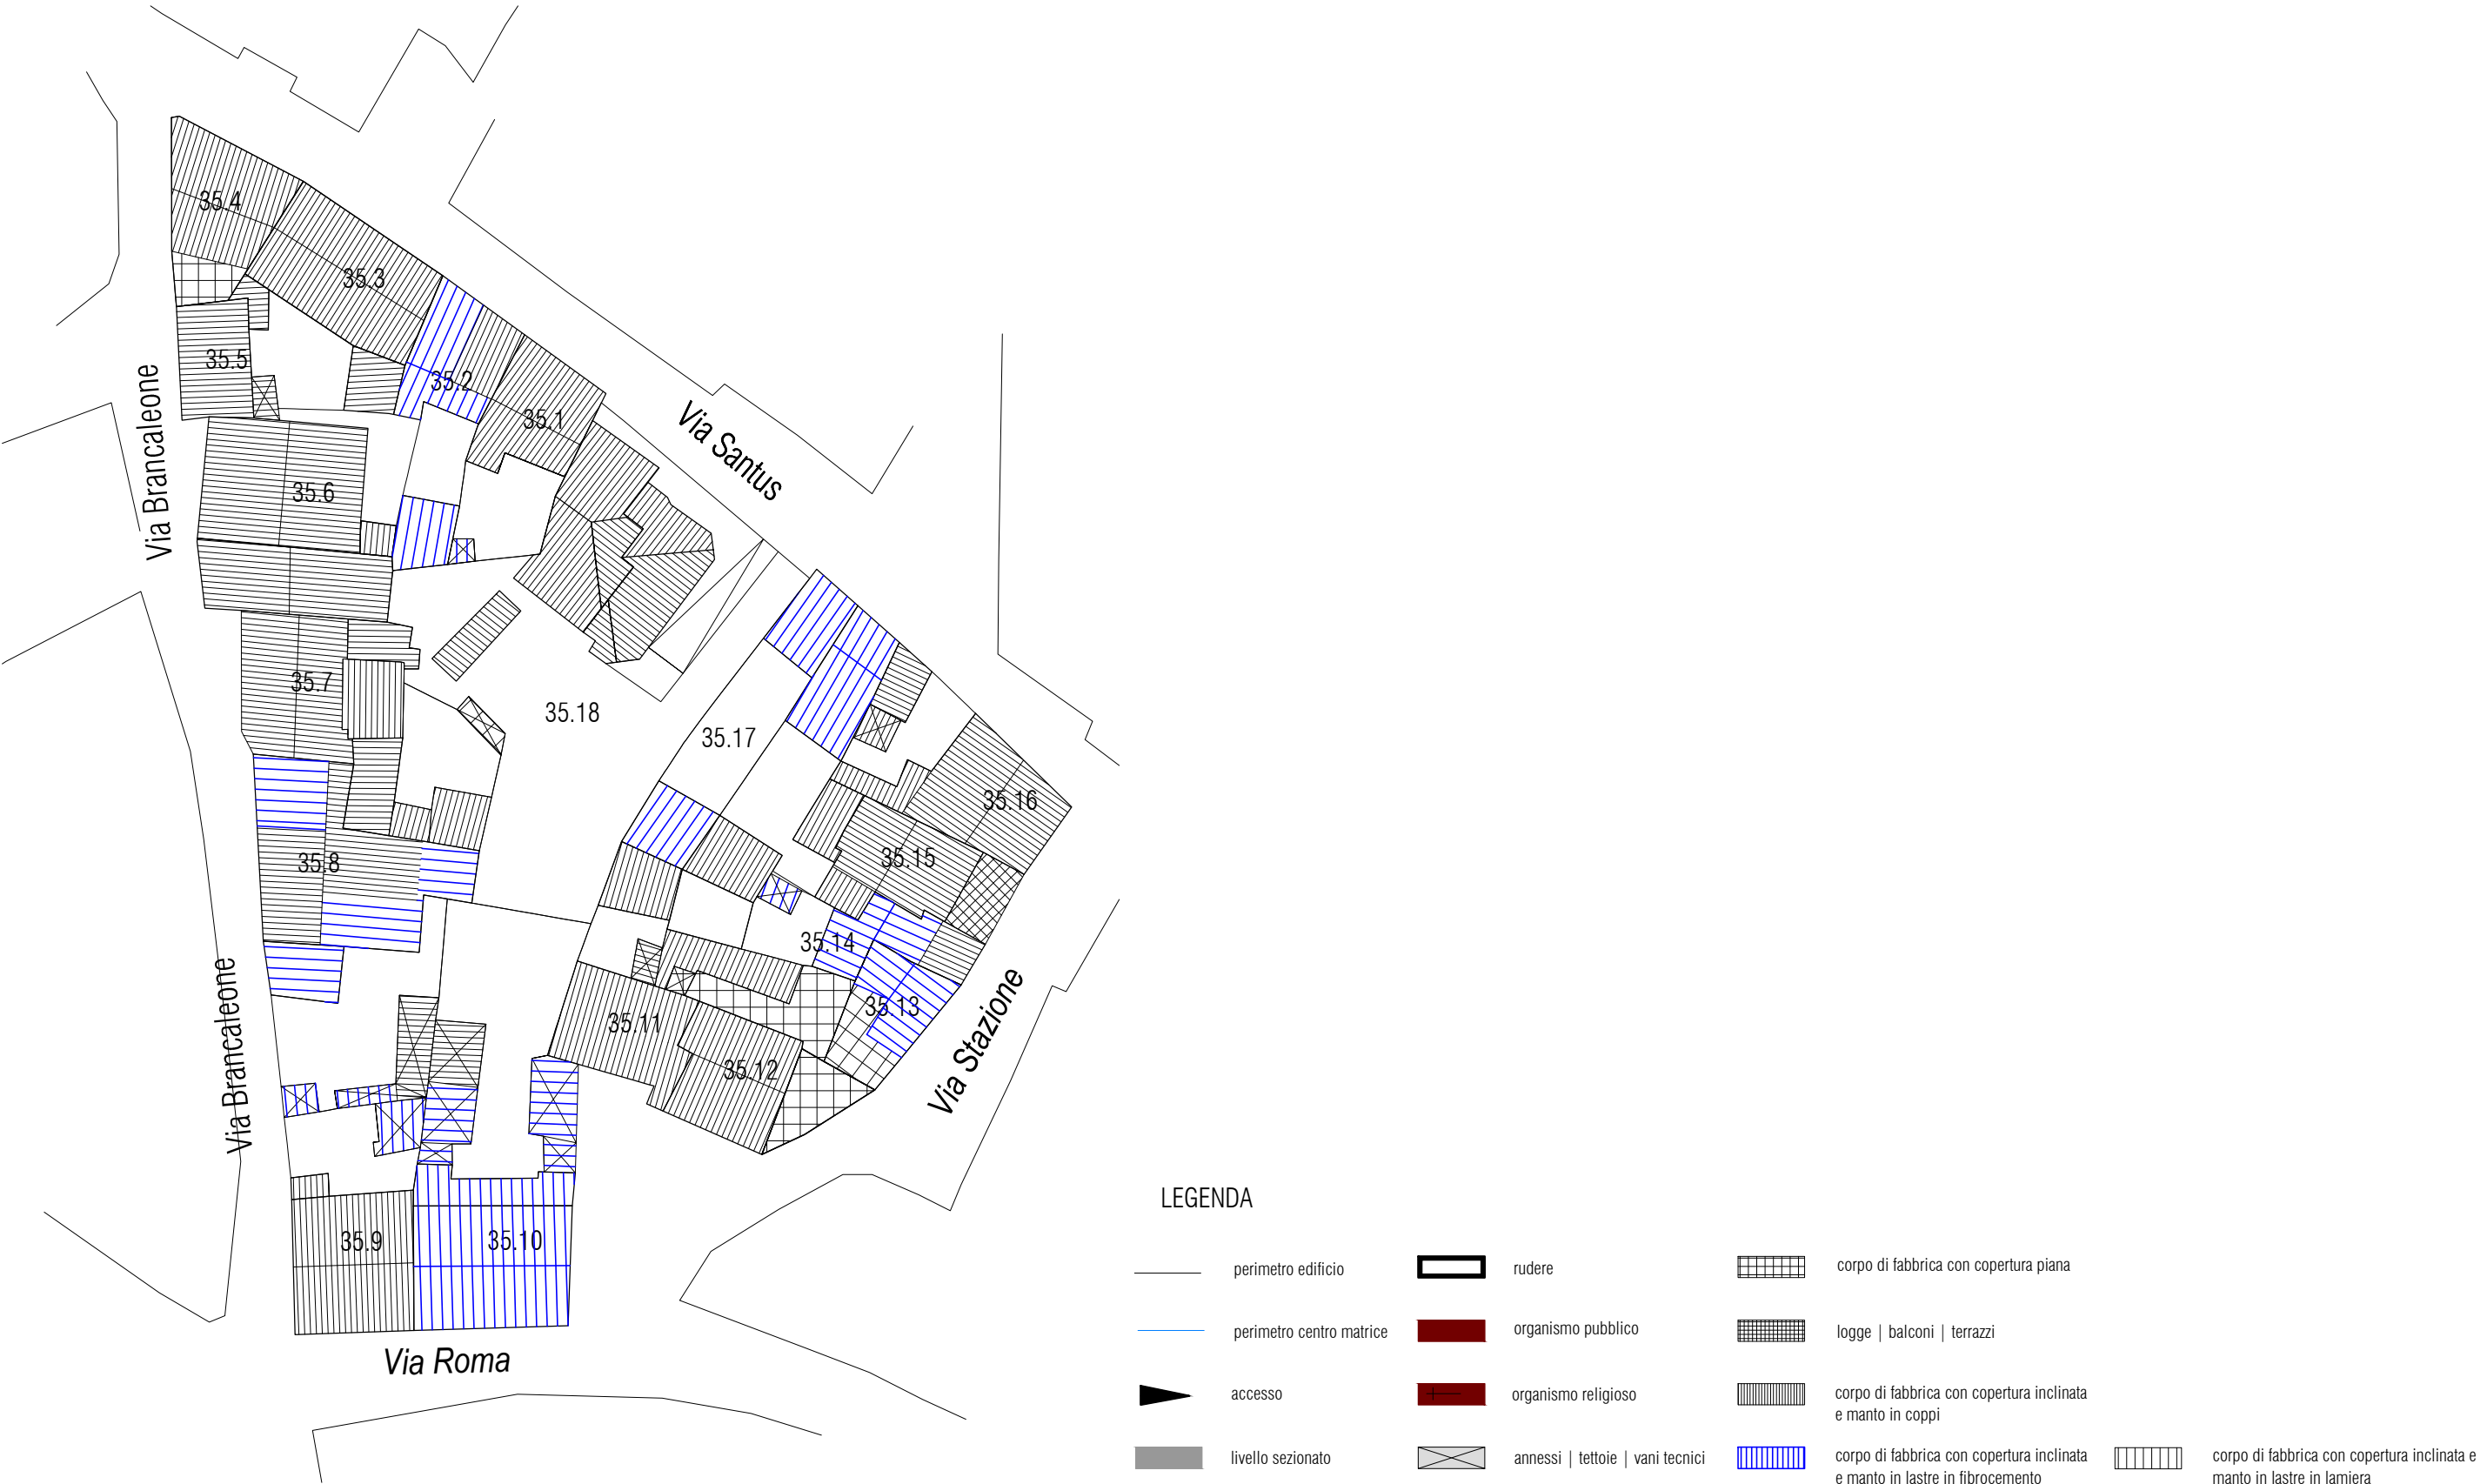 35.4
35.3
35.5
35.2
35.1
Via Santus
Via Brancaleone
35.6
35.7
35.18
35.17
35.16
35.15
35.8
35.14
35.13
35.11
35.12
Via Stazione
Via Brancaleone
35.9
35.10
Via Roma
LEGENDA
perimetro edificio
rudere
corpo di fabbrica con copertura piana
perimetro centro matrice
organismo pubblico
logge | balconi | terrazzi
accesso
organismo religioso
corpo di fabbrica con copertura inclinata
e manto in coppi
livello sezionato
annessi | tettoie | vani tecnici
corpo di fabbrica con copertura inclinata
e manto in lastre in fibrocemento
corpo di fabbrica con copertura inclinata e
manto in lastre in lamiera